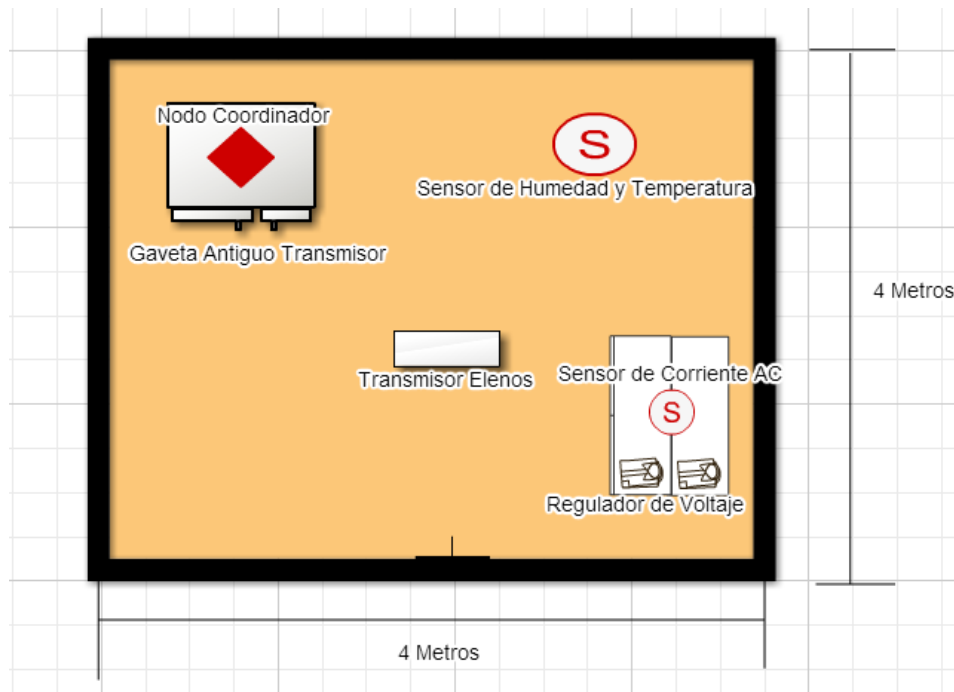 Nodo Coordinador
S
Sensor de Humedad y Temperatura
Gaveta Antiguo Transmisor
4 Metros
Transmisor Elenos
Sensor de Corriente AC
S
Regulador de Voltaje
4 Metros